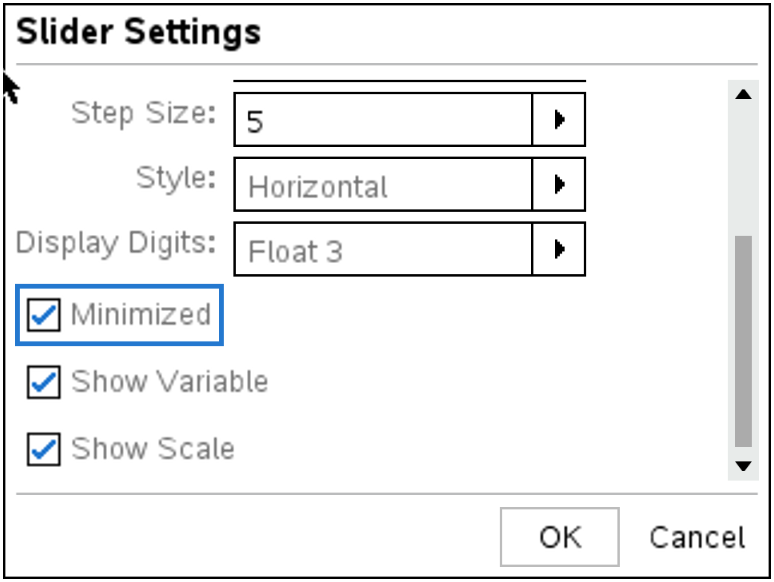 Slider Settings
Step Size: 5
Style: Horizontal
Display Digits: Float 3
Minimized
Show Variable
Show Scale
OK Cancel